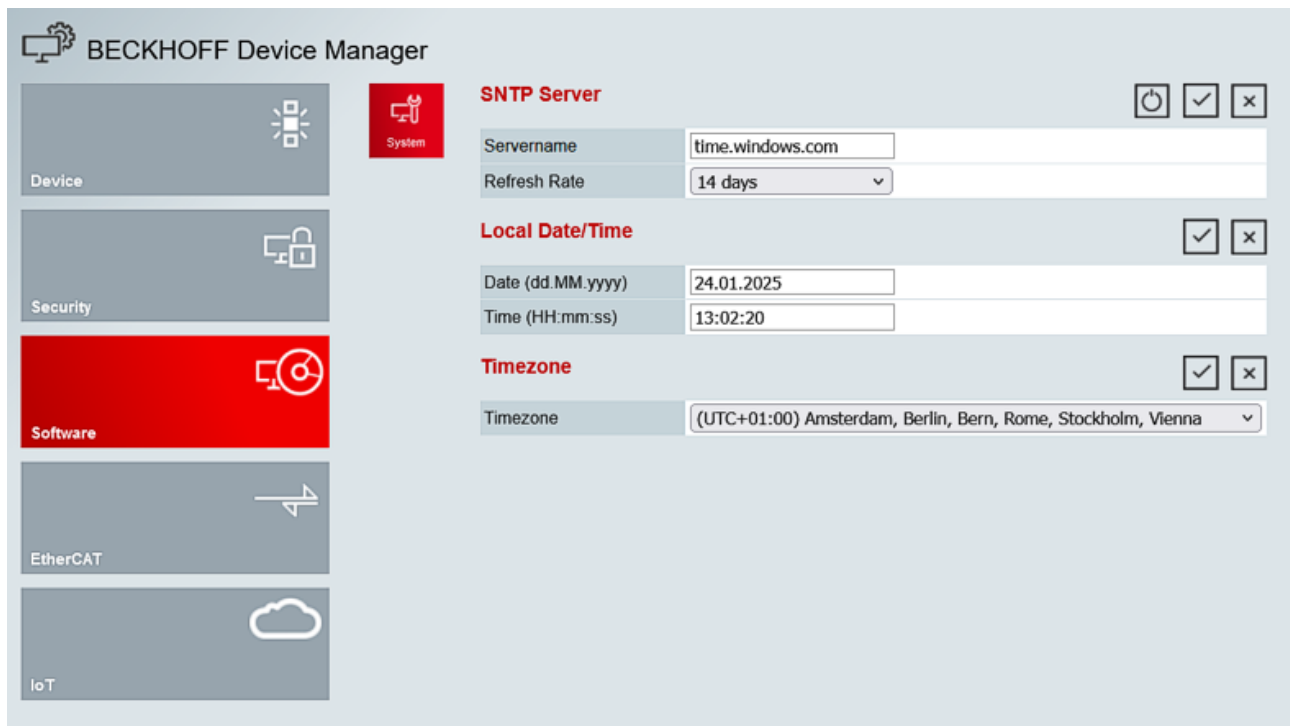 BECKHOFF Device Manager
Device
Security
Software
EtherCAT
IoT
System
SNTP Server
Servername time.windows.com
Refresh Rate 14 days
Local Date/Time
Date (dd.MM.yyyy) 24.01.2025
Time (HH:mm:ss) 13:02:20
Timezone
Timezone (UTC+01:00) Amsterdam, Berlin, Bern, Rome, Stockholm, Vienna